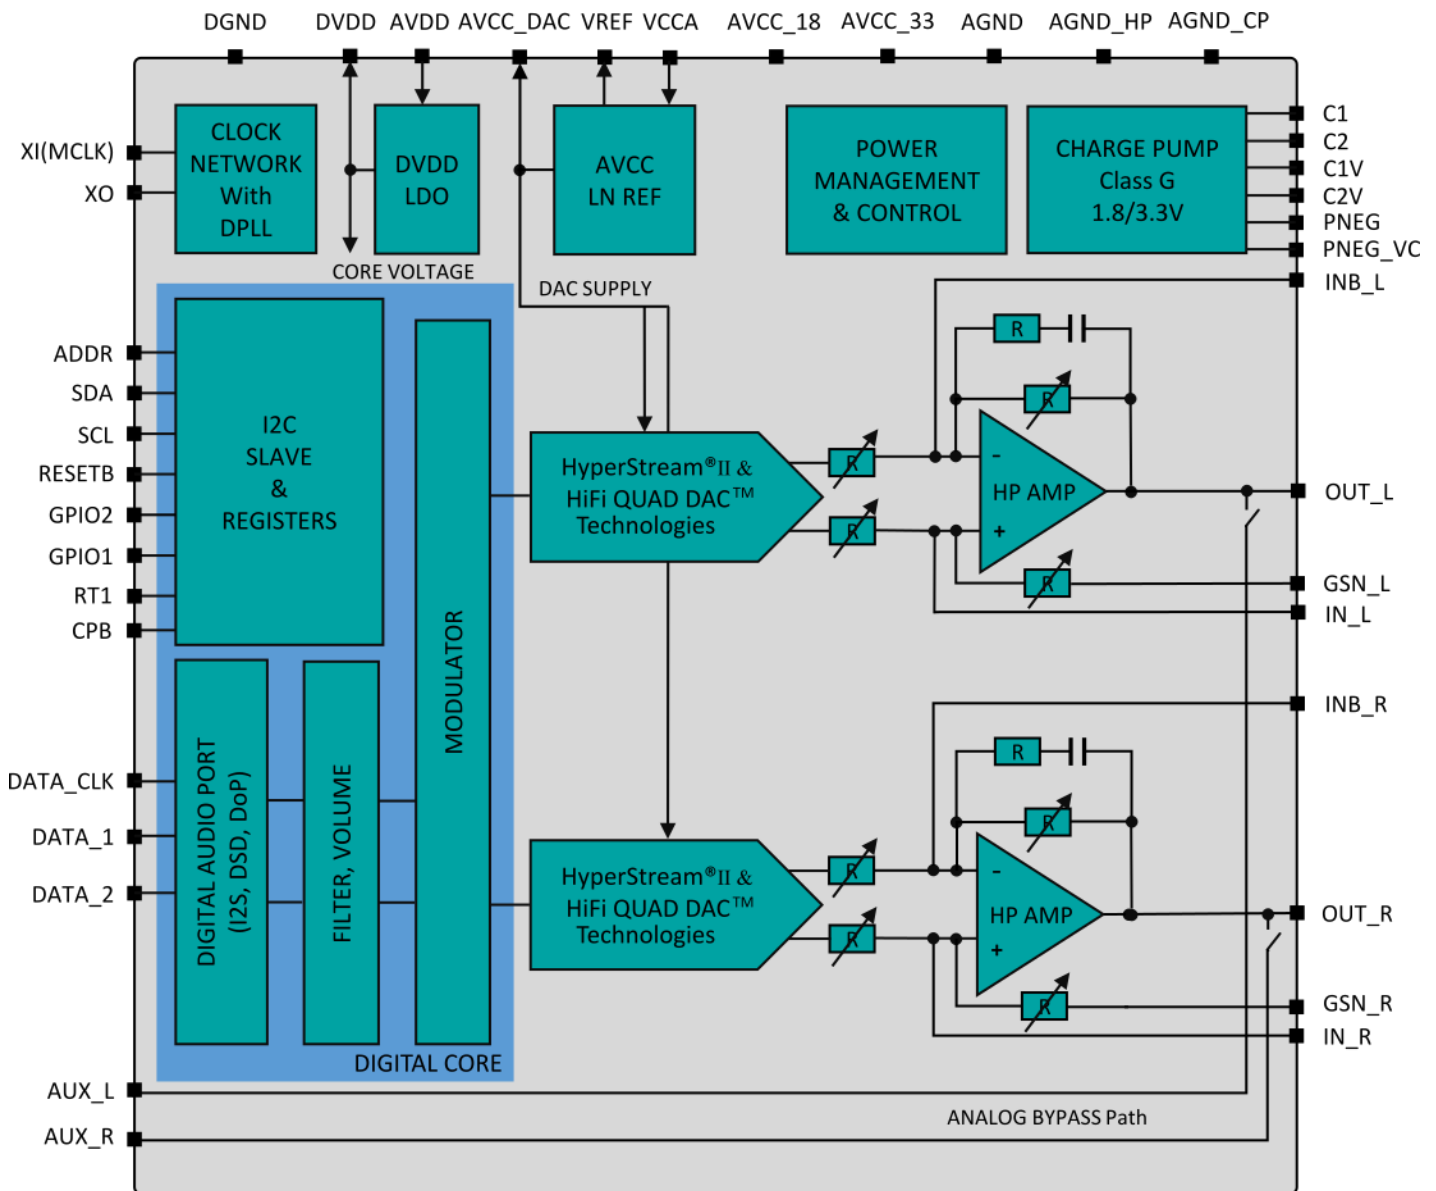 DGND DVDD AVDD AVCC_DAC VREF VCCA AVCC_18 AVCC_33 AGND AGND_HP AGND_CP
XI(MCLK)
XO
CLOCK
NETWORK
With
DPLL
DVDD
LDO
AVCC
LN REF
POWER
MANAGEMENT
& CONTROL
CHARGE PUMP
Class G
1.8/3.3V
C1
C2
C1V
C2V
PNEG
PNEG_VC
INB_L
CORE VOLTAGE
DAC SUPPLY
ADDR
SDA
SCL
RESETB
GPIO2
GPIO1
RT1
CPB
I2C
SLAVE
&
REGISTERS
MODULATOR
HyperStream®II &
HiFi QUAD DAC™
Technologies
R
R
R
R
R
-
HP AMP
+
OUT_L
GSN_L
IN_L
INB_R
DATA_CLK
DATA_1
DATA_2
DIGITAL AUDIO PORT
(I2S, DSD, DoP)
FILTER, VOLUME
HyperStream®II &
HiFi QUAD DAC™
Technologies
R
R
R
R
R
-
HP AMP
+
OUT_R
GSN_R
IN_R
DIGITAL CORE
AUX_L
AUX_R
ANALOG BYPASS Path